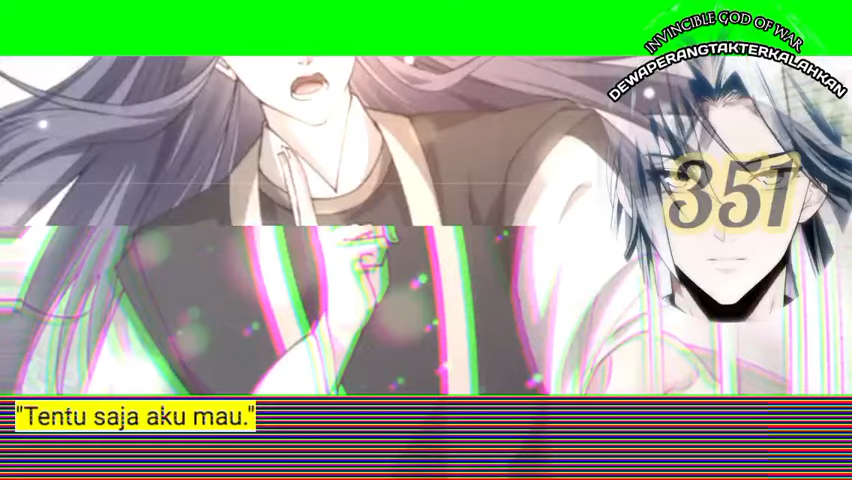 INVINCIBLE GOD OF WAR
DEWAPERANGTAKTERKALAHKAN
351
"Tentu saja aku mau."